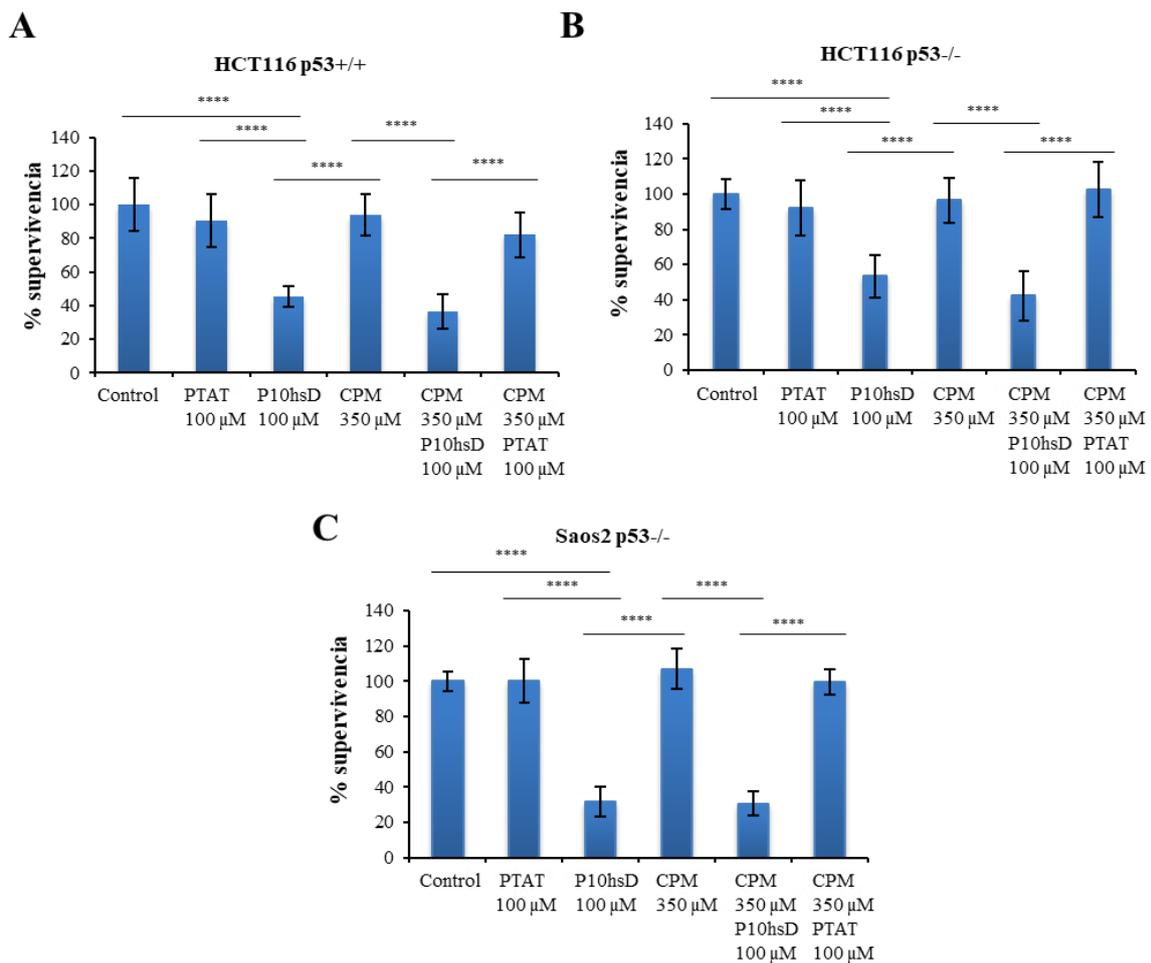 A
HCT116 p53+/+
****
****
****
****
****
% supervivencia
140
120
100
80
60
40
20
0
Control
PTAT
100 µM
P10hsD
100 µM
CPM
350 µM
CPM
350 µM
P10hsD
100 µM
CPM
350 µM
PTAT
100 µM
B
HCT116 p53-/-
****
****
****
****
****
% supervivencia
140
120
100
80
60
40
20
0
Control
PTAT
100 µM
P10hsD
100 µM
CPM
350 µM
CPM
350 µM
P10hsD
100 µM
CPM
350 µM
PTAT
100 µM
C
Saos2 p53-/-
****
****
****
****
****
% supervivencia
140
120
100
80
60
40
20
0
Control
PTAT
100 µM
P10hsD
100 µM
CPM
350 µM
CPM
350 µM
P10hsD
100 µM
CPM
350 µM
PTAT
100 µM